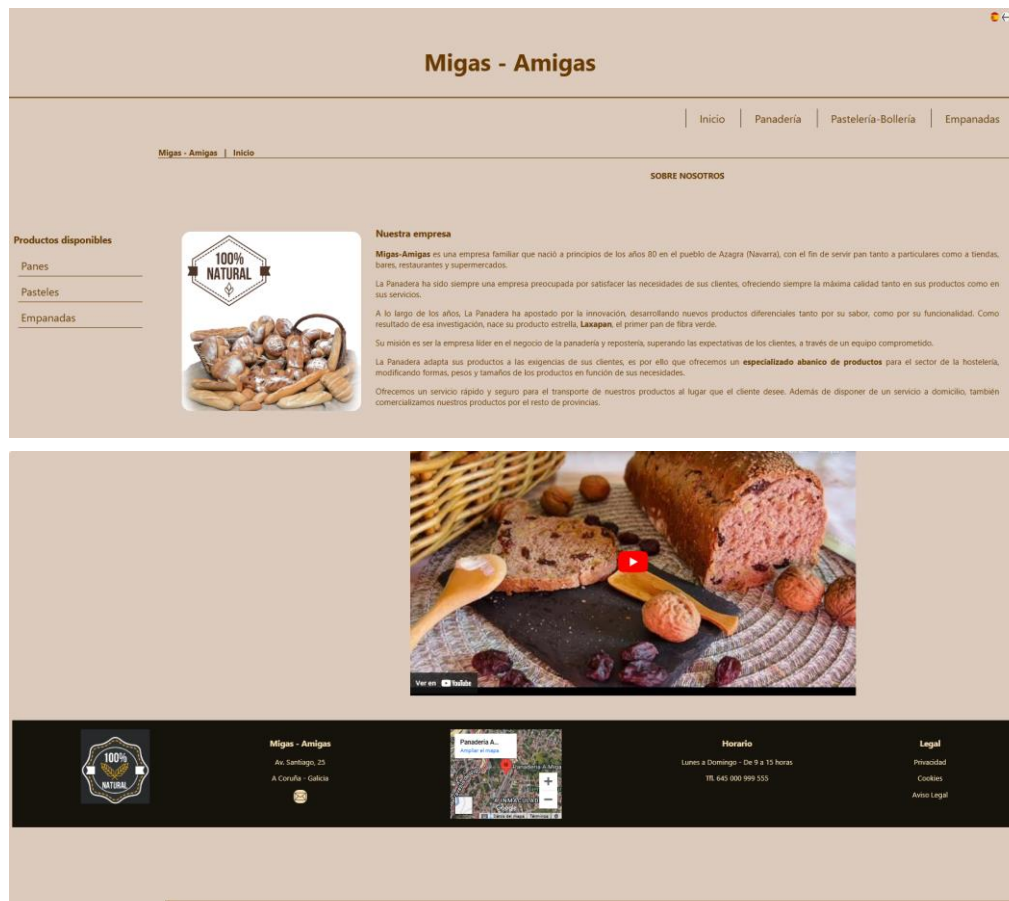 Migas - Amigas
Inicio
Panadería
Pastelería-Bollería
Empanadas
Migas - Amigas | Inicio
SOBRE NOSOTROS
Productos disponibles
Panes
Pasteles
Empanadas
100%
NATURAL
Nuestra empresa
Migas-Amigas es una empresa familiar que nació a principios de los años 80 en el pueblo de Azagra (Navarra), con el fin de servir pan tanto a particulares como a tiendas,
bares, restaurantes y supermercados.
La Panadera ha sido siempre una empresa preocupada por satisfacer las necesidades de sus clientes, ofreciendo siempre la máxima calidad tanto en sus productos como en
sus servicios.
A lo largo de los años, La Panadera ha apostado por la innovación, desarrollando nuevos productos diferenciales tanto por su sabor, como por su funcionalidad. Como
resultado de esa investigación, nace su producto estrella, Laxapan, el primer pan de fibra verde.
Su misión es ser la empresa líder en el negocio de la panadería y repostería, superando las expectativas de los clientes, a través de un equipo comprometido.
La Panadera adapta sus productos a las exigencias de sus clientes, es por ello que ofrecemos un especializado abanico de productos para el sector de la hostelería,
modificando formas, pesos y tamaños de los productos en función de sus necesidades.
Ofrecemos un servicio rápido y seguro para el transporte de nuestros productos al lugar que el cliente desee. Además de disponer de un servicio a domicilio, también
comercializamos nuestros productos por el resto de provincias.
Ver en YouTube
100%
NATURAL
Migas - Amigas
Av. Santiago, 25
A Coruña - Galicia
Panadería A...
Ampliar el mapa
Panadería A Miga
Datos del mapa
Términos
Horario
Lunes a Domingo - De 9 a 15 horas
Tfl. 645 000 999 555
Legal
Privacidad
Cookies
Aviso Legal